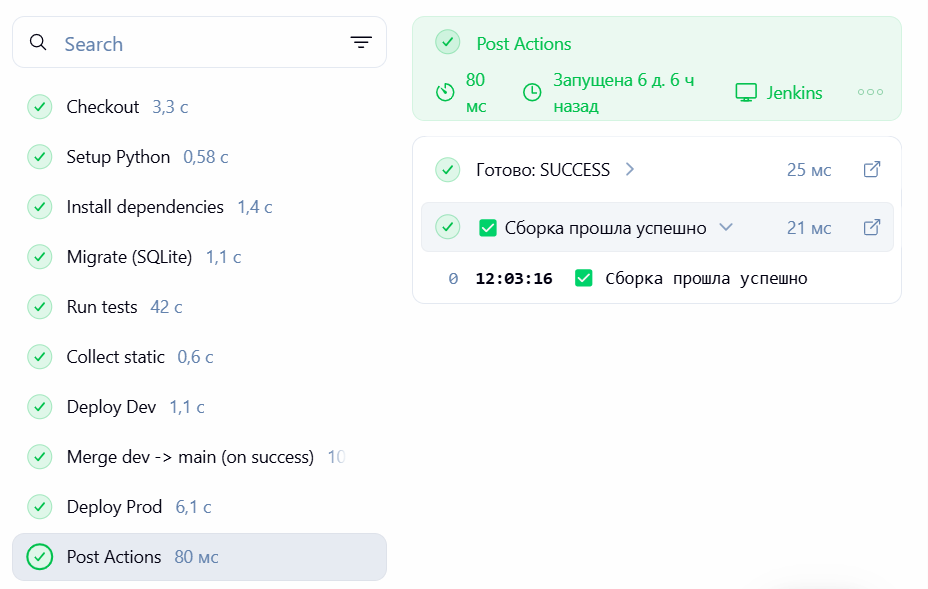 Search
Checkout 3,3 с
Setup Python 0,58 с
Install dependencies 1,4 с
Migrate (SQLite) 1,1 с
Run tests 42 с
Collect static 0,6 с
Deploy Dev 1,1 с
Merge dev -> main (on success) 10
Deploy Prod 6,1 с
Post Actions 80 мс
Post Actions
80
мс
Запущена 6 д. 6 ч
назад
Jenkins
Готово: SUCCESS 25 мс
✅ Сборка прошла успешно 21 мс
0 12:03:16 ✅ Сборка прошла успешно